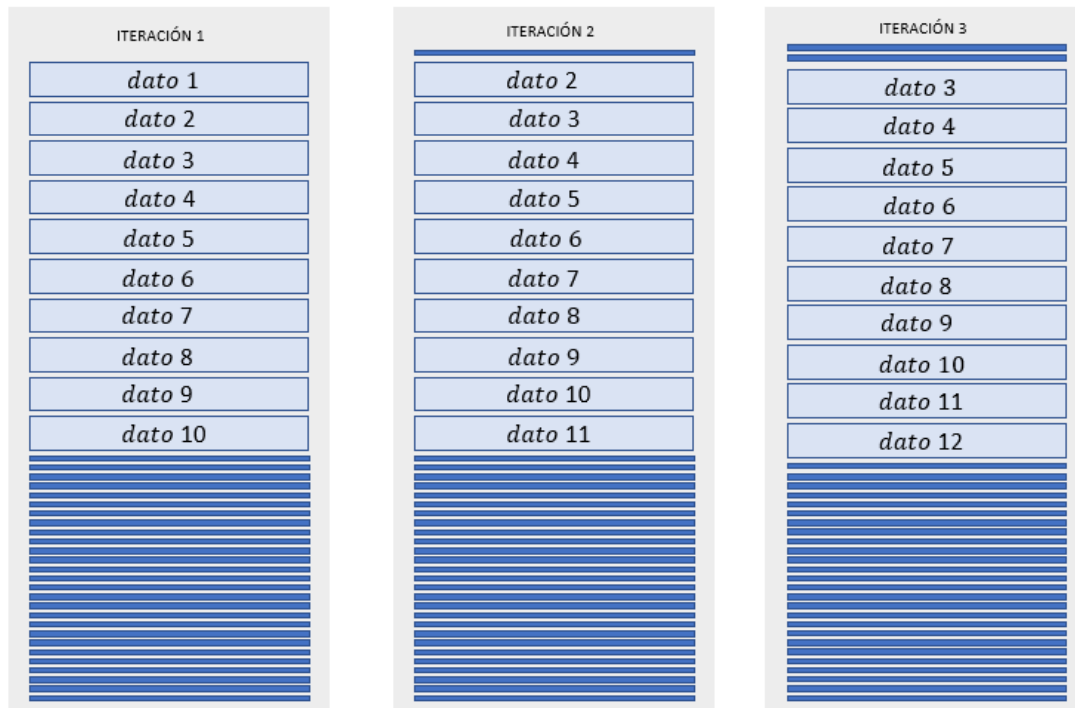 ITERACIÓN 1
dato 1
dato 2
dato 3
dato 4
dato 5
dato 6
dato 7
dato 8
dato 9
dato 10
ITERACIÓN 2
dato 2
dato 3
dato 4
dato 5
dato 6
dato 7
dato 8
dato 9
dato 10
dato 11
ITERACIÓN 3
dato 3
dato 4
dato 5
dato 6
dato 7
dato 8
dato 9
dato 10
dato 11
dato 12